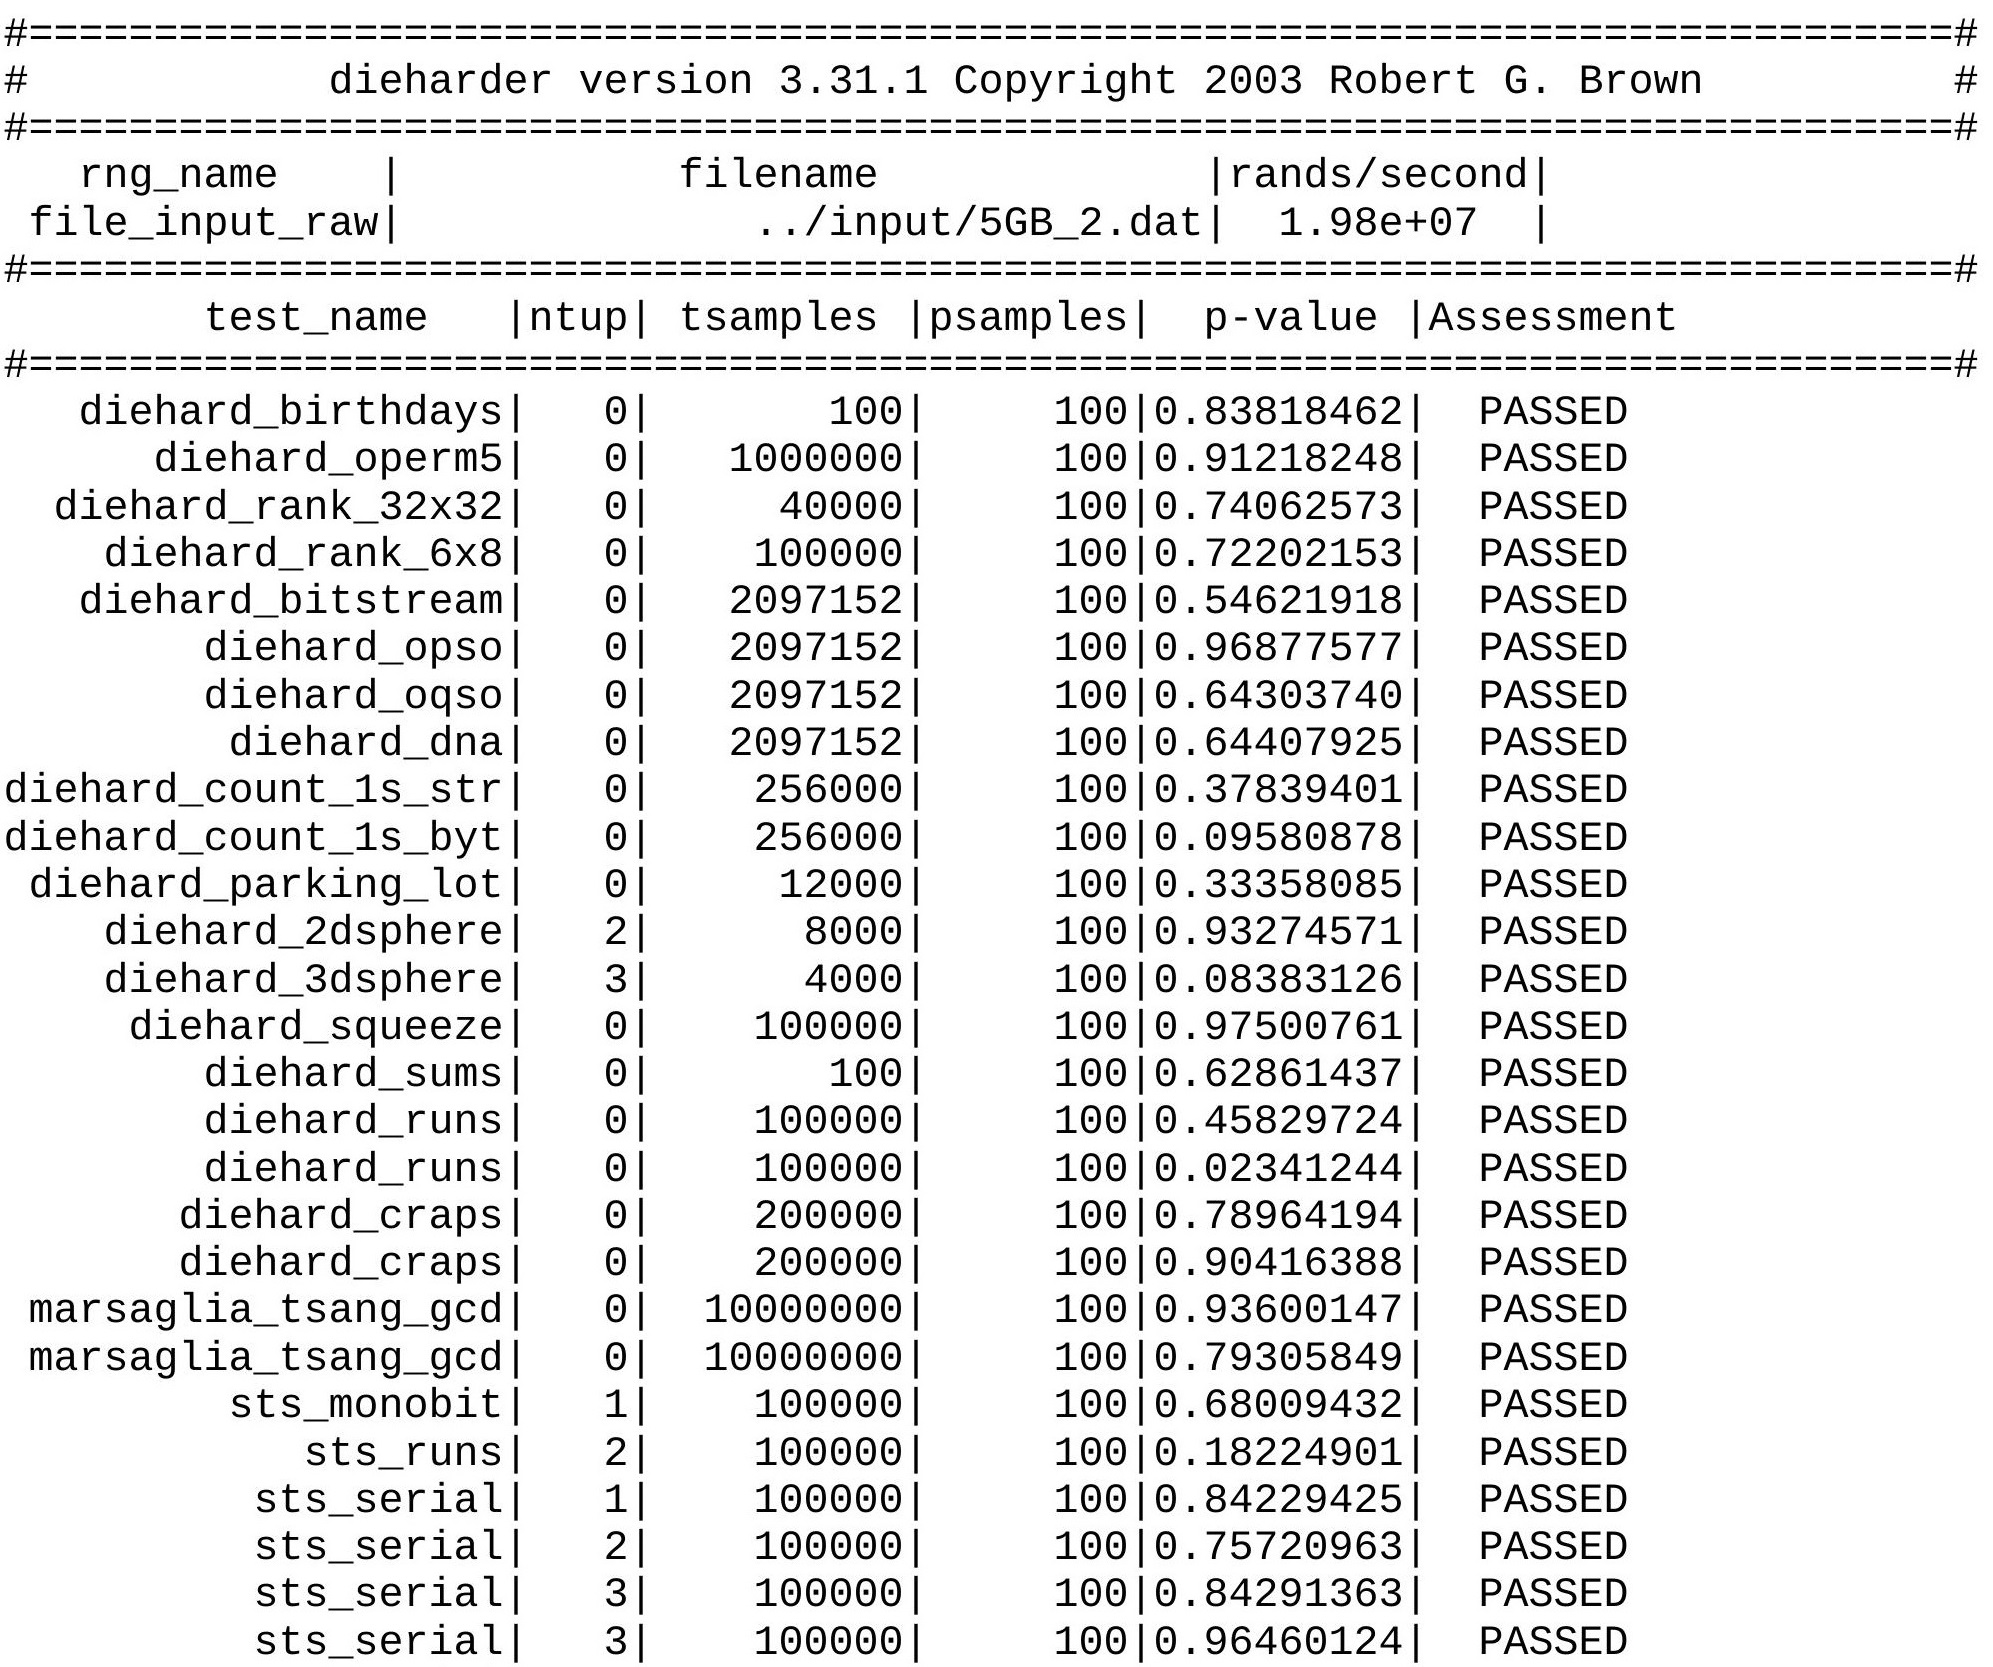 #=============================================================================#
#            dieharder version 3.31.1 Copyright 2003 Robert G. Brown          #
#=============================================================================#
   rng_name    |           filename             |rands/second|
 file_input_raw|              ../input/5GB_2.dat|  1.98e+07  |
#=============================================================================#
        test_name   |ntup| tsamples |psamples|  p-value |Assessment
#=============================================================================#
   diehard_birthdays|   0|       100|     100|0.83818462|  PASSED
      diehard_operm5|   0|   1000000|     100|0.91218248|  PASSED
  diehard_rank_32x32|   0|     40000|     100|0.74062573|  PASSED
    diehard_rank_6x8|   0|    100000|     100|0.72202153|  PASSED
   diehard_bitstream|   0|   2097152|     100|0.54621918|  PASSED
        diehard_opso|   0|   2097152|     100|0.96877577|  PASSED
        diehard_oqso|   0|   2097152|     100|0.64303740|  PASSED
         diehard_dna|   0|   2097152|     100|0.64407925|  PASSED
diehard_count_1s_str|   0|    256000|     100|0.37839401|  PASSED
diehard_count_1s_byt|   0|    256000|     100|0.09580878|  PASSED
 diehard_parking_lot|   0|     12000|     100|0.33358085|  PASSED
    diehard_2dsphere|   2|      8000|     100|0.93274571|  PASSED
    diehard_3dsphere|   3|      4000|     100|0.08383126|  PASSED
     diehard_squeeze|   0|    100000|     100|0.97500761|  PASSED
        diehard_sums|   0|       100|     100|0.62861437|  PASSED
        diehard_runs|   0|    100000|     100|0.45829724|  PASSED
        diehard_runs|   0|    100000|     100|0.02341244|  PASSED
       diehard_craps|   0|    200000|     100|0.78964194|  PASSED
       diehard_craps|   0|    200000|     100|0.90416388|  PASSED
 marsaglia_tsang_gcd|   0|  10000000|     100|0.93600147|  PASSED
 marsaglia_tsang_gcd|   0|  10000000|     100|0.79305849|  PASSED
         sts_monobit|   1|    100000|     100|0.68009432|  PASSED
            sts_runs|   2|    100000|     100|0.18224901|  PASSED
          sts_serial|   1|    100000|     100|0.84229425|  PASSED
          sts_serial|   2|    100000|     100|0.75720963|  PASSED
          sts_serial|   3|    100000|     100|0.84291363|  PASSED
          sts_serial|   3|    100000|     100|0.96460124|  PASSED